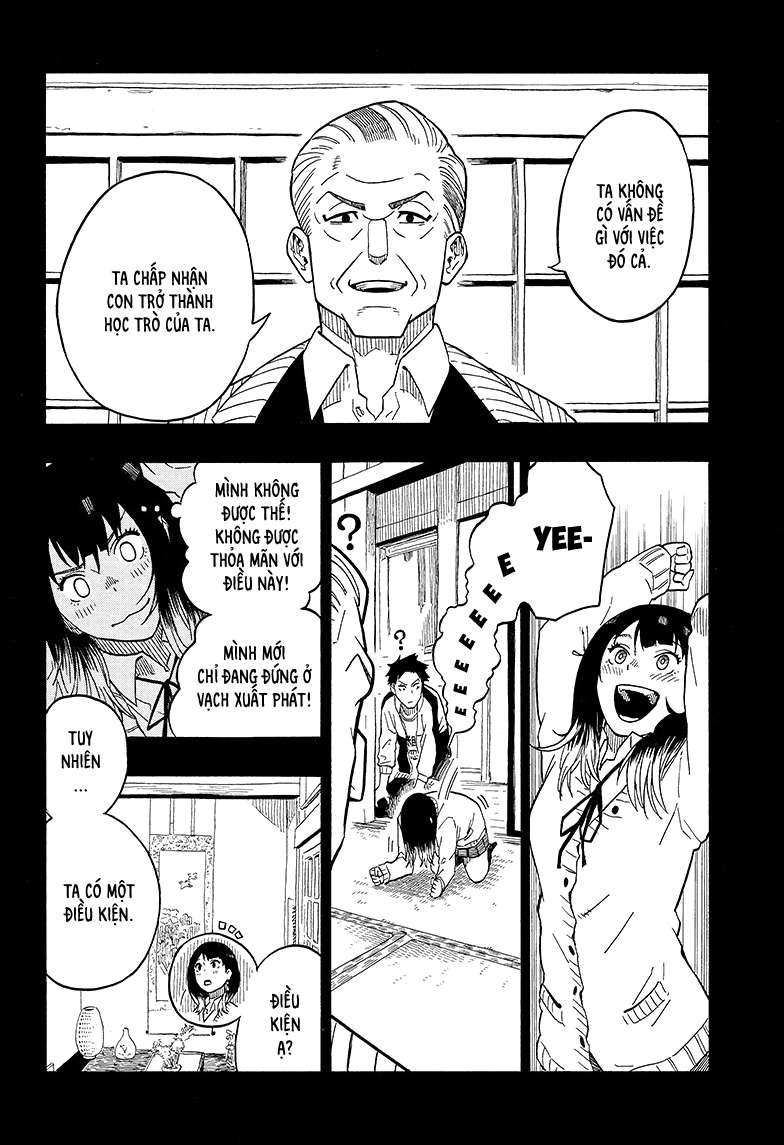 TA KHÔNG
CÓ VẤN ĐỀ
GÌ VỚI VIỆC
ĐÓ CẢ.
TA CHẤP NHẬN
CON TRỞ THÀNH
HỌC TRÒ CỦA TA.
YEE-
EEEEEEE
?
?
...
MÌNH KHÔNG
ĐƯỢC THẾ!
KHÔNG ĐƯỢC
THỎA MÃN VỚI
ĐIỀU NÀY!
MÌNH MỚI
CHỈ ĐANG ĐỨNG Ở
VẠCH XUẤT PHÁT!
TUY
NHIÊN
...
TA CÓ MỘT
ĐIỀU KIỆN.
ĐIỀU
KIỆN
Ạ?